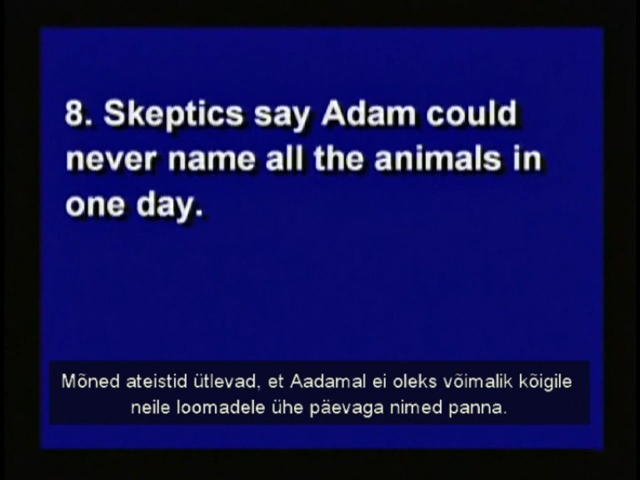 8. Skeptics say Adam could
never name all the animals in
one day.
Mõned ateistid ütlevad, et Aadamal ei oleks võimalik kõigile
neile loomadele ühe päevaga nimed panna.